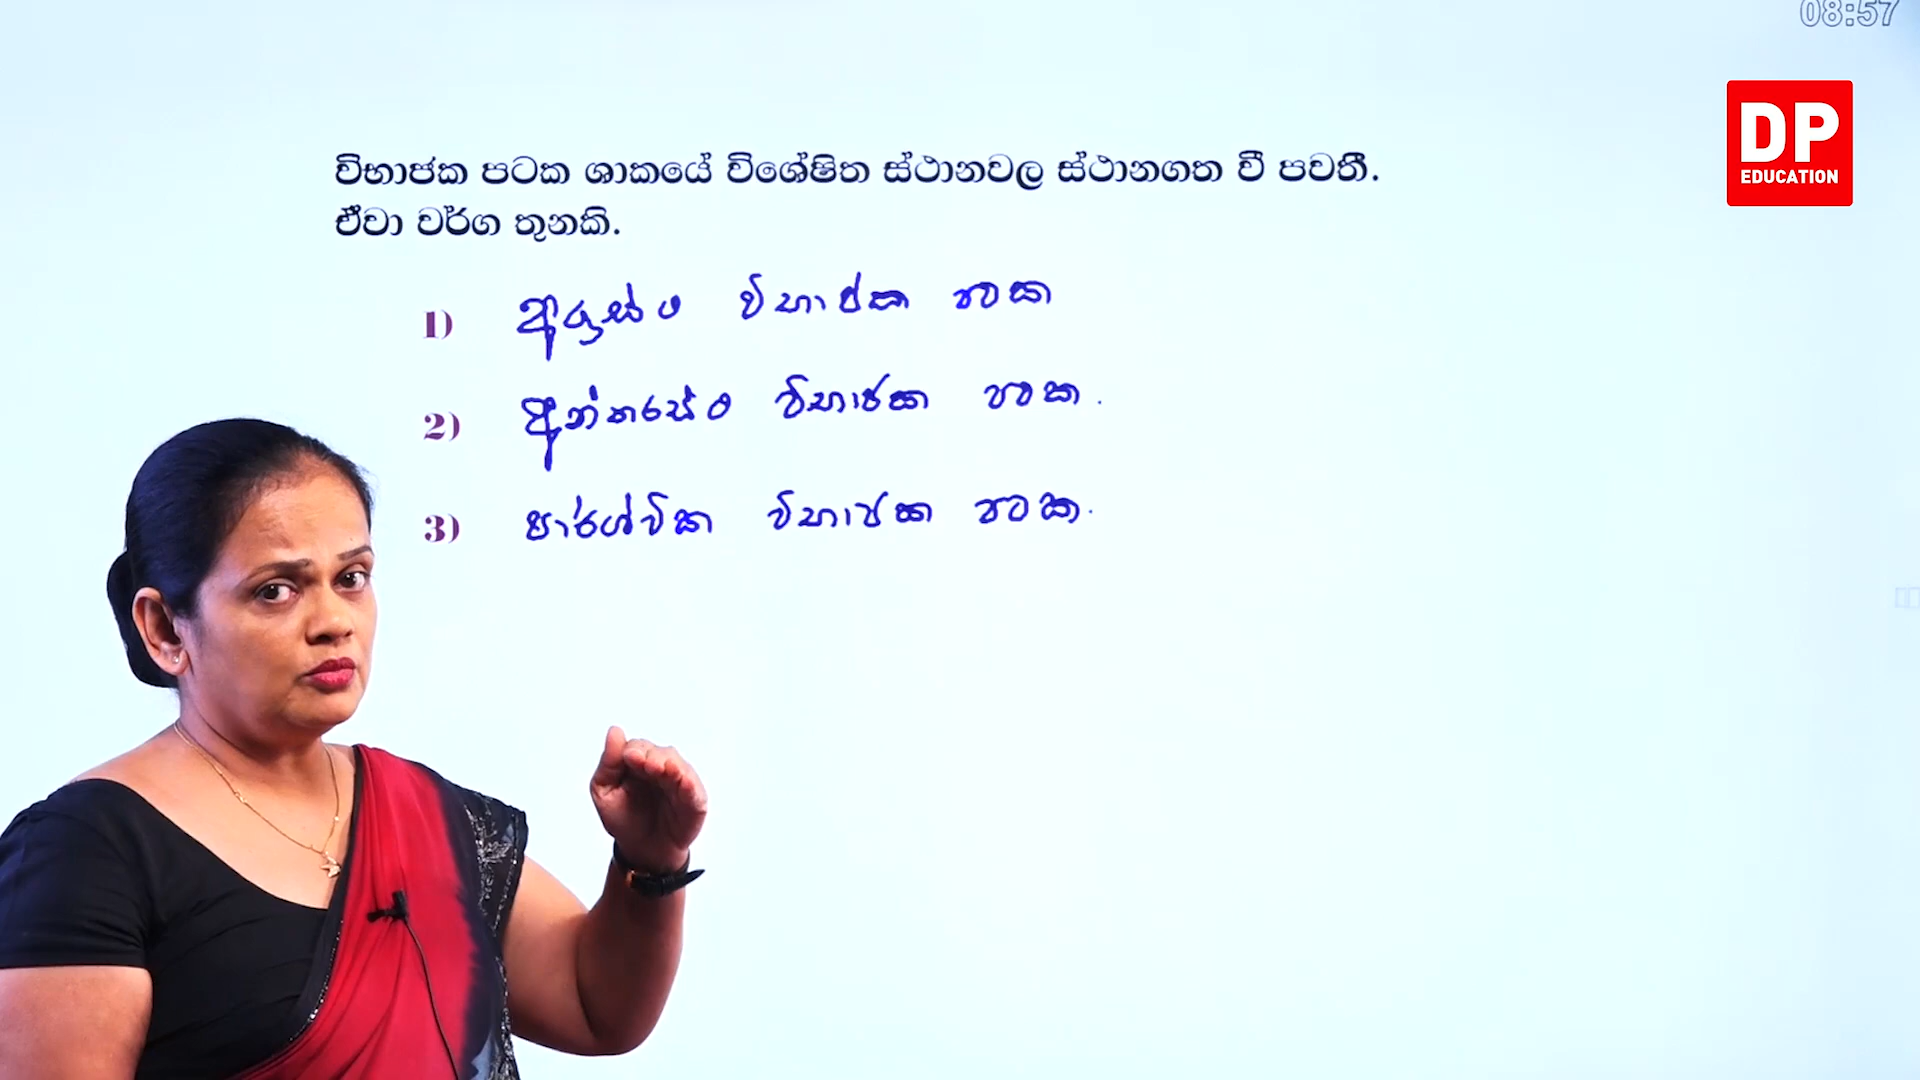 08:57
DP
EDUCATION
විභාජක පටක ශාකයේ විශේෂිත ස්ථානවල ස්ථානගත වී පවතී.
ඒවා වර්ග තුනකි.
1) අග්‍රස්ථ විභාජක පටක
2) අන්තරස්ථ විභාජක පටක.
3) පාර්ශ්වික විභාජක පටක.